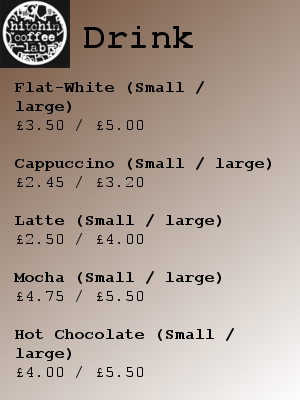 hitchin
coffee
lab
Drink
Flat-White (Small /
large)
£3.50 / £5.00
Cappuccino (Small / large)
£2.45 / £3.20
Latte (Small / large)
£2.50 / £4.00
Mocha (Small / large)
£4.75 / £5.50
Hot Chocolate (Small /
large)
£4.00 / £5.50